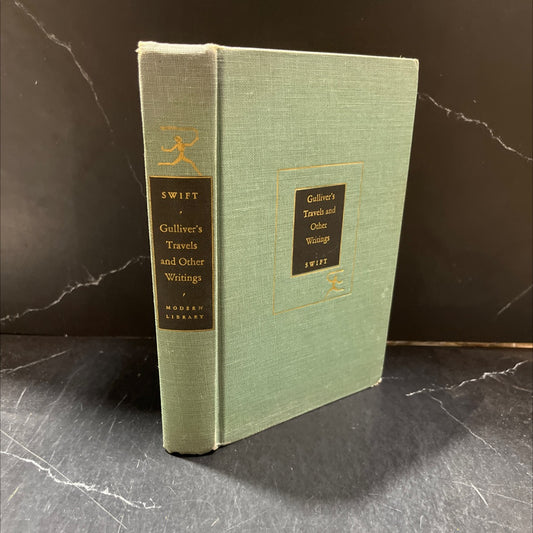 SWIFT
Gulliver's
Travels
and Other
Writings
MODERN
LIBRARY
Gulliver's
Travels and
Other
Writings
SWIFT